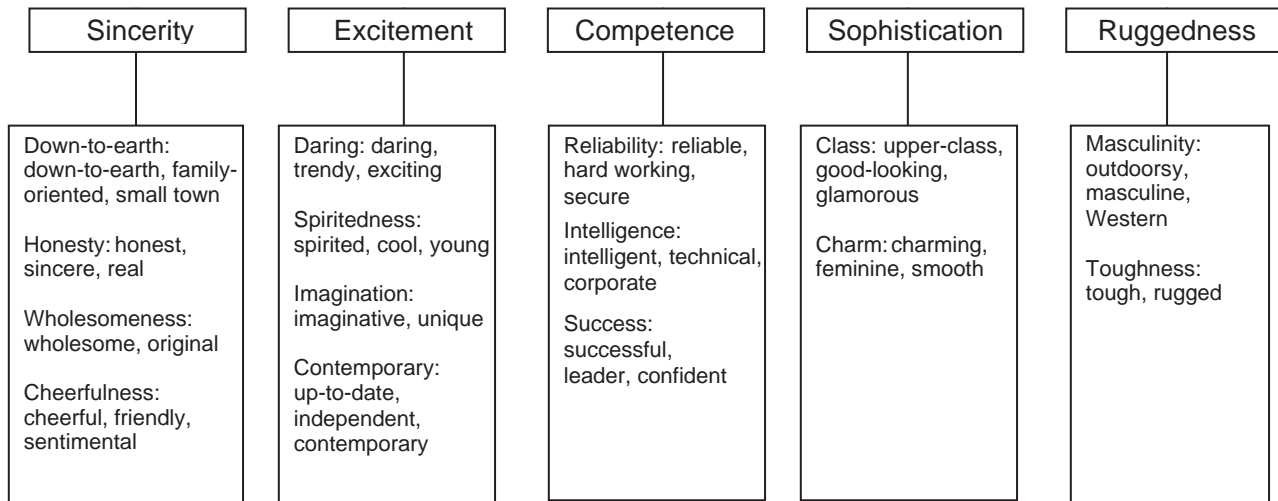 Sincerity
Down-to-earth:
down-to-earth, family-
oriented, small town
Honesty: honest,
sincere, real
Wholesomeness:
wholesome, original
Cheerfulness:
cheerful, friendly,
sentimental
Excitement
Daring: daring,
trendy, exciting
Spiritedness:
spirited, cool, young
Imagination:
imaginative, unique
Contemporary:
up-to-date,
independent,
contemporary
Competence
Reliability: reliable,
hard working,
secure
Intelligence:
intelligent, technical,
corporate
Success:
successful,
leader, confident
Sophistication
Class: upper-class,
good-looking,
glamorous
Charm: charming,
feminine, smooth
Ruggedness
Masculinity:
outdoorsy,
masculine,
Western
Toughness:
tough, rugged